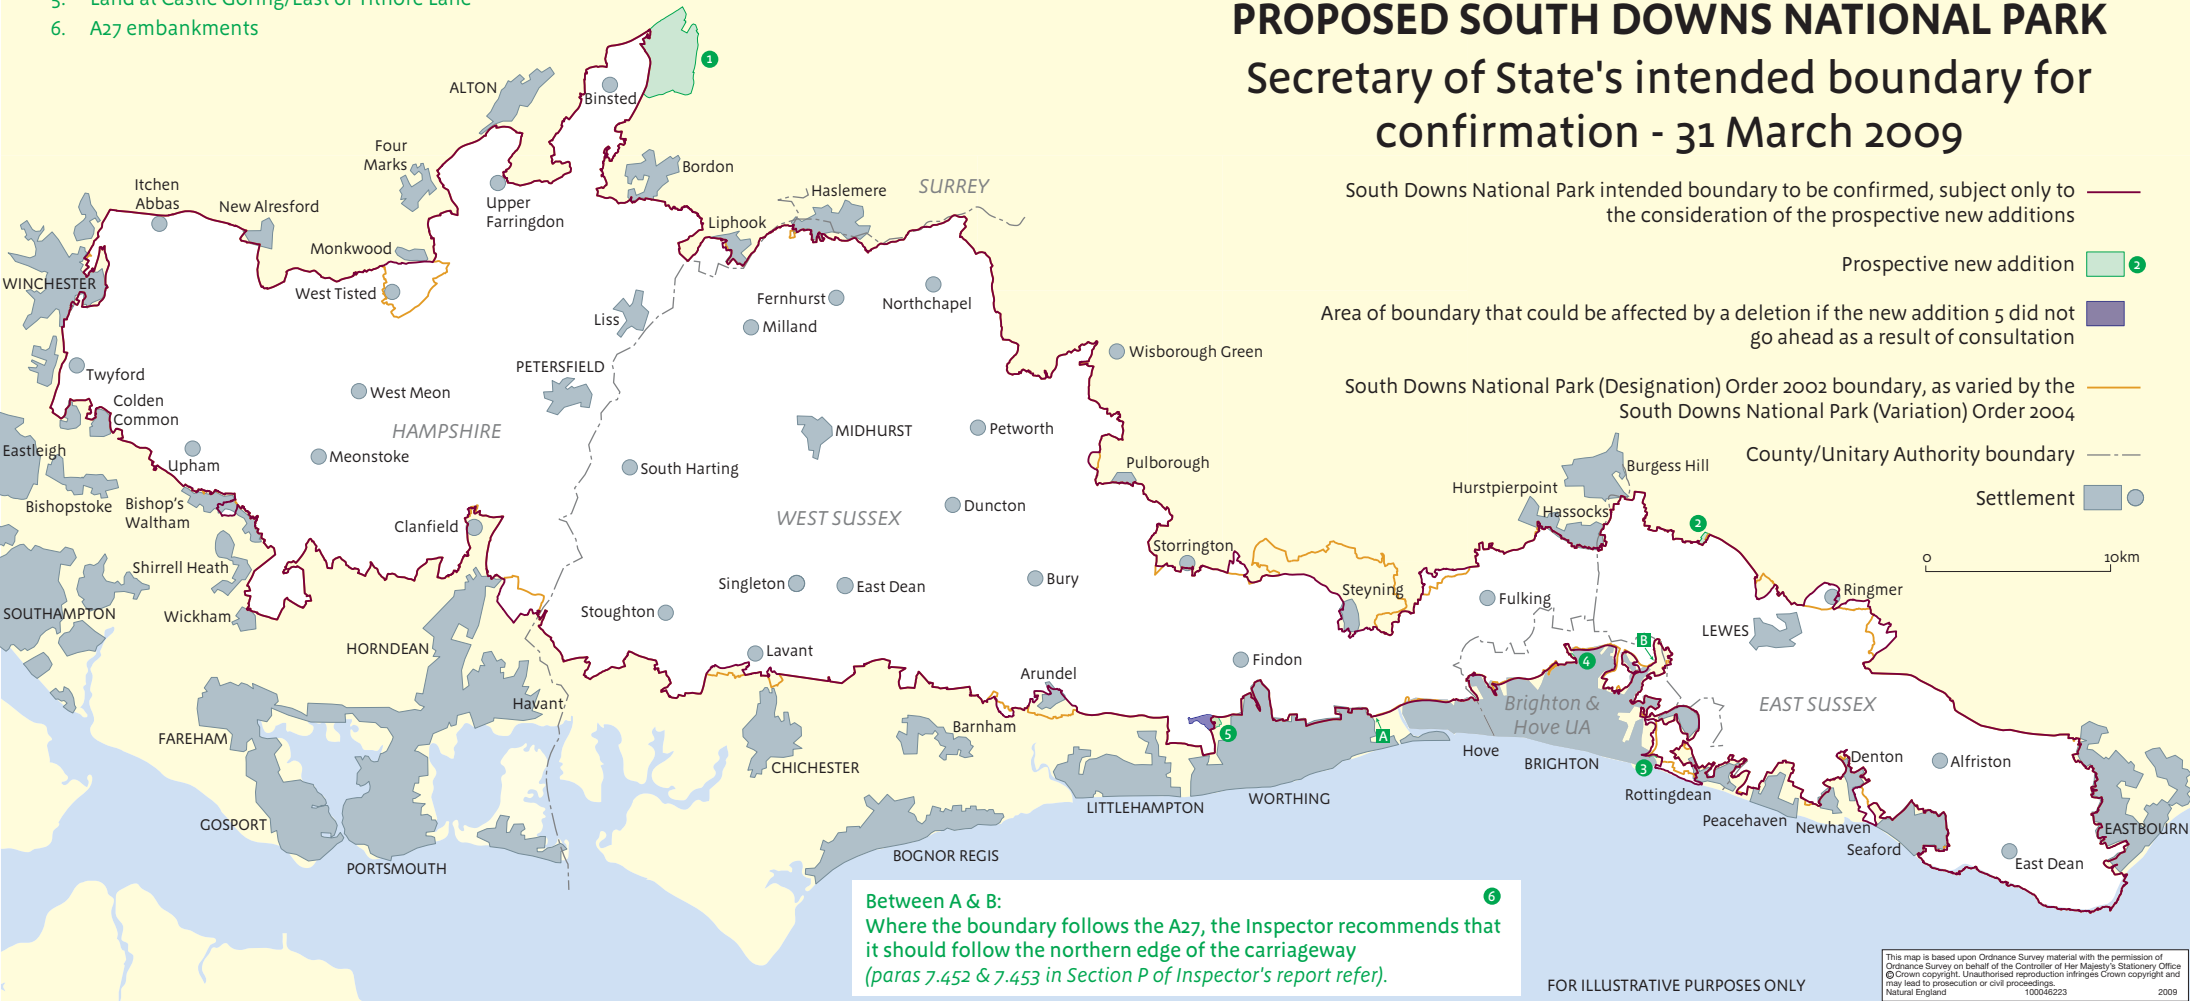 5. Land at Castle Goring/East of Titnore Lane
6. A27 embankments
PROPOSED SOUTH DOWNS NATIONAL PARK
Secretary of State's intended boundary for
confirmation - 31 March 2009
South Downs National Park intended boundary to be confirmed, subject only to
the consideration of the prospective new additions
Prospective new addition 2
Area of boundary that could be affected by a deletion if the new addition 5 did not
go ahead as a result of consultation
South Downs National Park (Designation) Order 2002 boundary, as varied by the
South Downs National Park (Variation) Order 2004
County/Unitary Authority boundary
Settlement
0 10km
1
ALTON
Binsted
Four
Marks
Bordon
Itchen
Abbas
New Alresford
Upper
Farringdon
Haslemere
SURREY
Liphook
Monkwood
WINCHESTER
West Tisted
Fernhurst
Northchapel
Liss
Milland
Wisborough Green
PETERSFIELD
Twyford
West Meon
Colden
Common
HAMPSHIRE
MIDHURST
Petworth
Eastleigh
Upham
Meonstoke
South Harting
Pulborough
Burgess Hill
Hurstpierpoint
Hassocks
Bishopstoke
Bishop's
Waltham
Clanfield
WEST SUSSEX
Duncton
2
Storrington
Shirrell Heath
Singleton
East Dean
Bury
Steyning
Fulking
Ringmer
SOUTHAMPTON
Wickham
Stoughton
LEWES
B
HORNDEAN
Lavant
Findon
4
Arundel
Havant
Brighton &
Hove UA
EAST SUSSEX
FAREHAM
Barnham
5
A
Hove
BRIGHTON
3
Denton
Alfriston
CHICHESTER
LITTLEHAMPTON
WORTHING
Rottingdean
Peacehaven
Newhaven
GOSPORT
EASTBOURN
Seaford
East Dean
PORTSMOUTH
BOGNOR REGIS
Between A & B: 6
Where the boundary follows the A27, the Inspector recommends that
it should follow the northern edge of the carriageway
(paras 7.452 & 7.453 in Section P of Inspector's report refer).
FOR ILLUSTRATIVE PURPOSES ONLY
This map is based upon Ordnance Survey material with the permission of
Ordnance Survey on behalf of the Controller of Her Majesty's Stationery Office
© Crown copyright. Unauthorised reproduction infringes Crown copyright and
may lead to prosecution or civil proceedings.
Natural England 100046223 2009